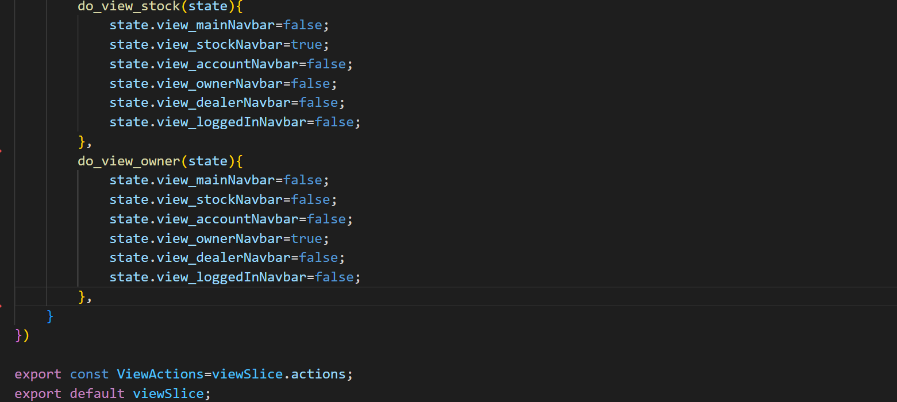 do_view_stock(state){
state.view_mainNavbar=false;
state.view_stockNavbar=true;
state.view_accountNavbar=false;
state.view_ownerNavbar=false;
state.view_dealerNavbar=false;
state.view_loggedInNavbar=false;
},
do_view_owner(state){
state.view_mainNavbar=false;
state.view_stockNavbar=false;
state.view_accountNavbar=false;
state.view_ownerNavbar=true;
state.view_dealerNavbar=false;
state.view_loggedInNavbar=false;
},
}
})
export const ViewActions=viewSlice.actions;
export default viewSlice;